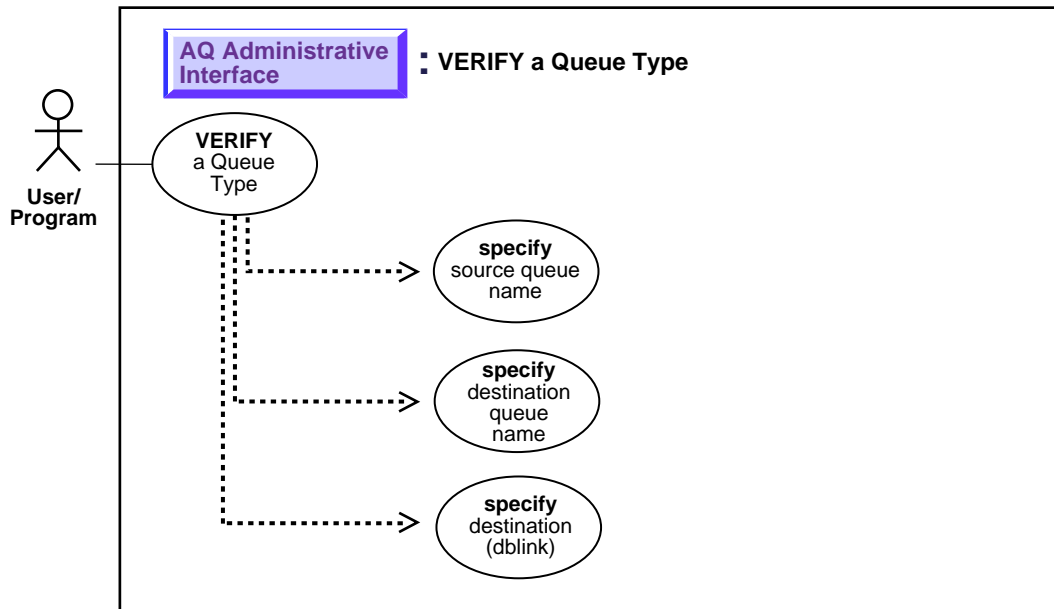 AQ Administrative
Interface
: VERIFY a Queue Type
VERIFY
a Queue
Type
User/
Program
specify
source queue
name
specify
destination
queue
name
specify
destination
(dblink)